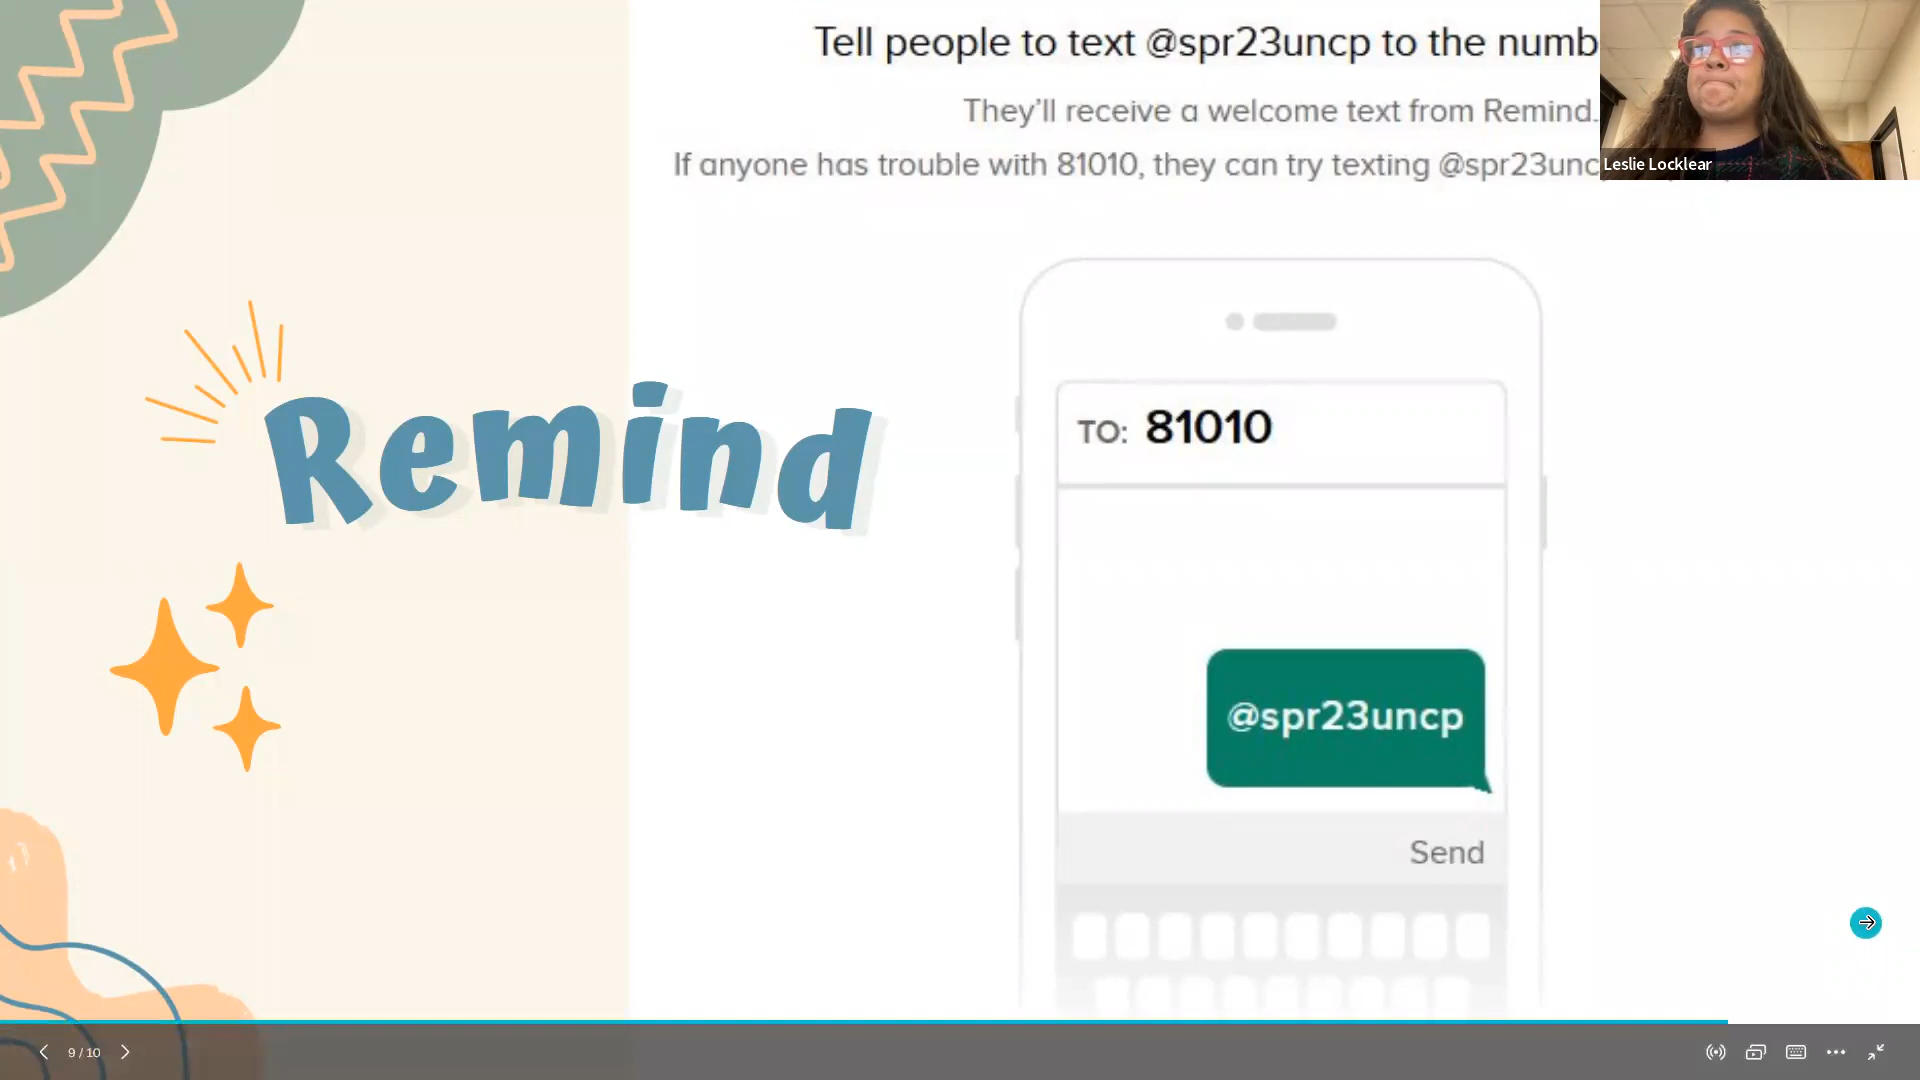 Tell people to text @spr23uncp to the numb
They'll receive a welcome text from Remind.
If anyone has trouble with 81010, they can try texting @spr23unc
Leslie Locklear
Remind
TO: 81010
@spr23uncp
Send
9 / 10